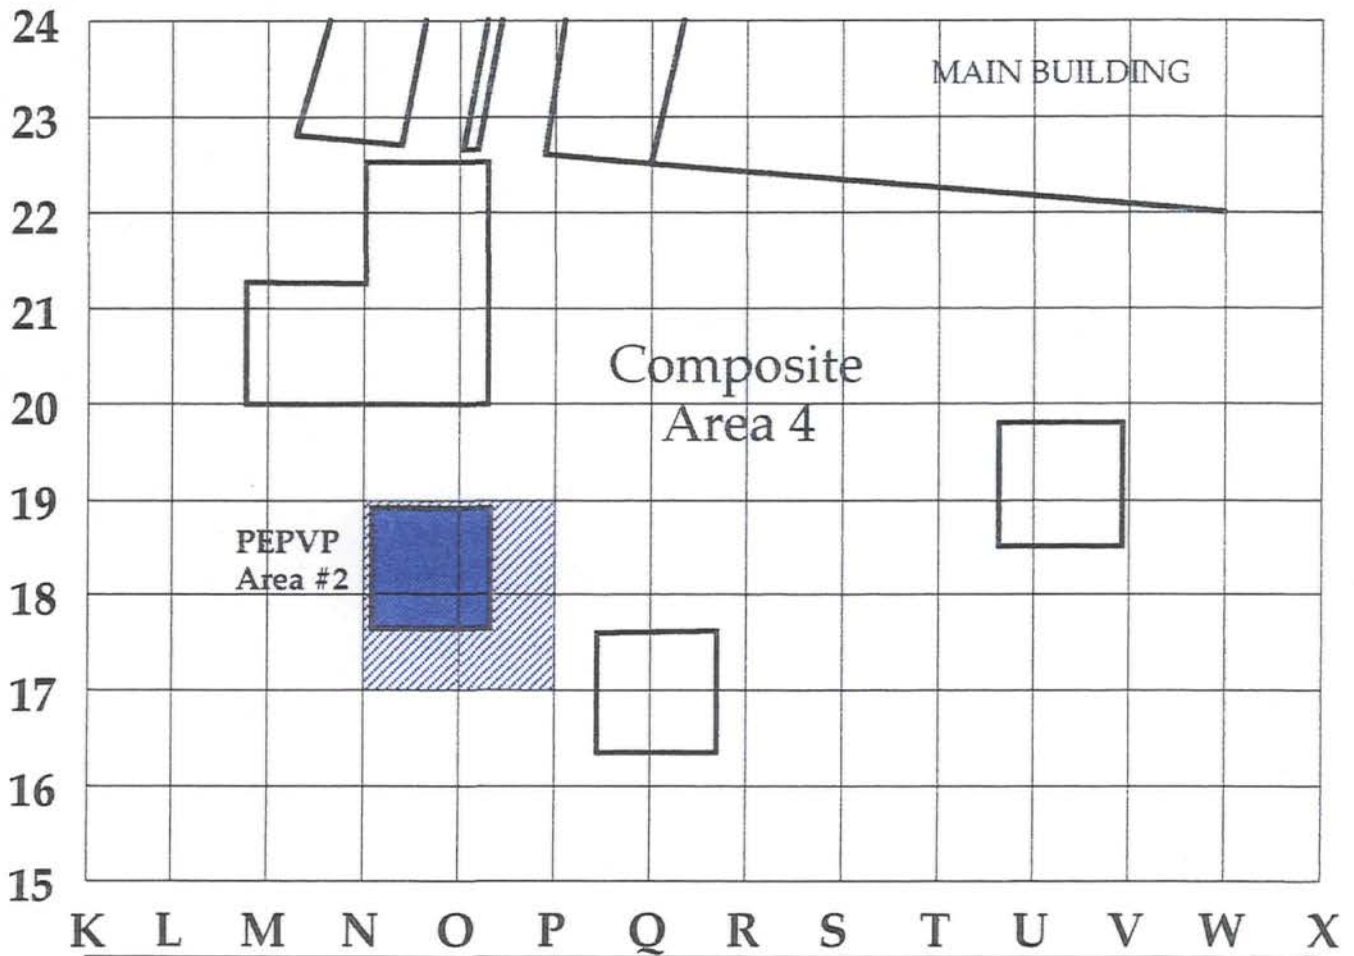 24
MAIN BUILDING
23
22
21
Composite
20
Area 4
19
PEPVP
Area #2
18
17
16
15
K L M N O P Q R S T U V W X